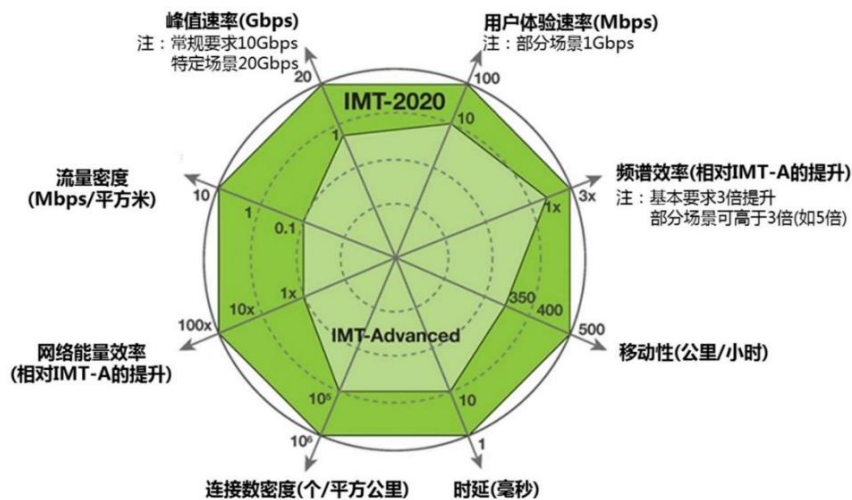 峰值速率(Gbps)
注：常规要求10Gbps
特定场景20Gbps
用户体验速率(Mbps)
注：部分场景1Gbps
20
100
IMT-2020
1
10
流量密度
(Mbps/平方米)
频谱效率(相对IMT-A的提升)
注：基本要求3倍提升
部分场景可高于3倍(如5倍)
10
1
0.1
1x
3x
100x
10x
1x
350
400
500
IMT-Advanced
网络能量效率
(相对IMT-A的提升)
移动性(公里/小时)
10⁵
10
10⁶
1
连接数密度(个/平方公里)
时延(毫秒)